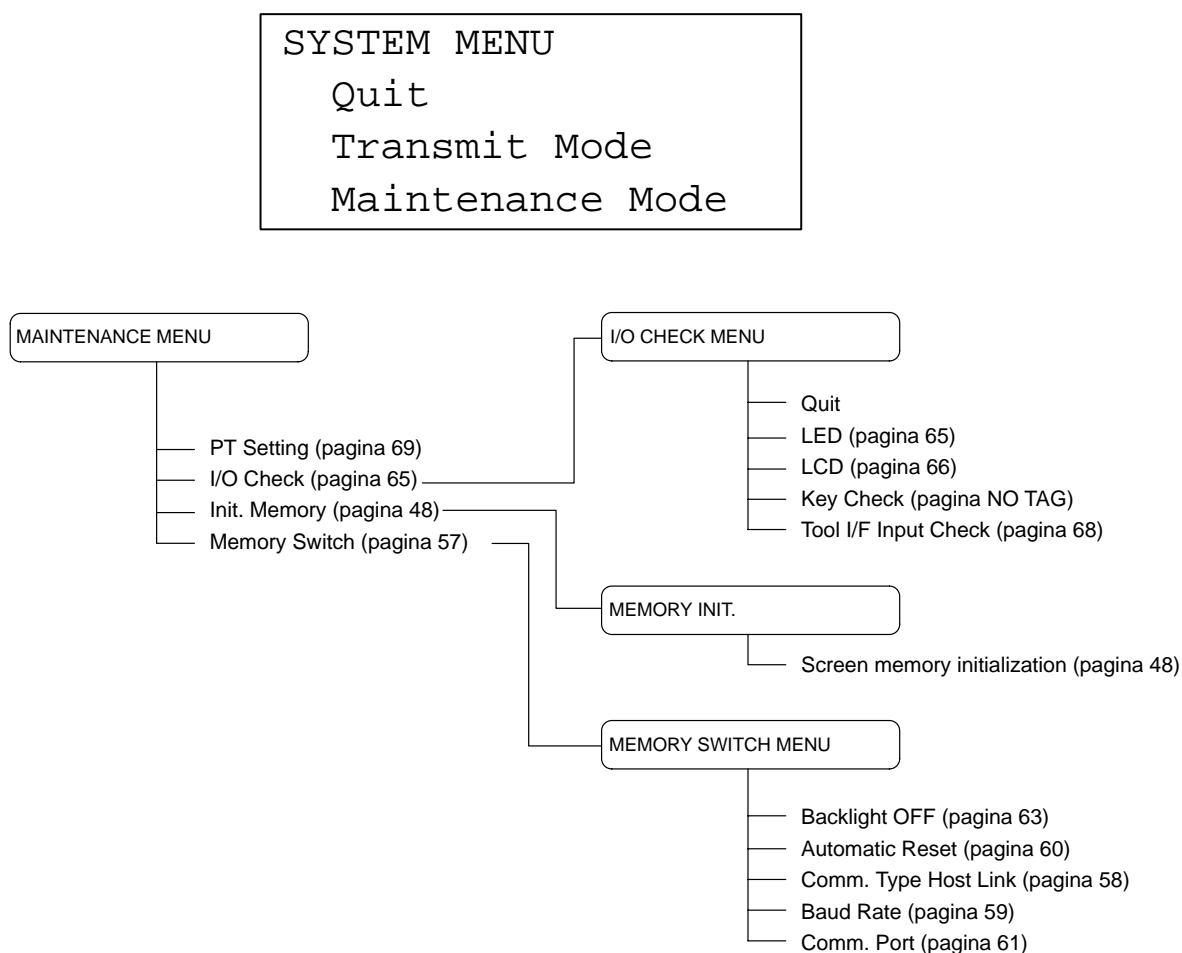 SYSTEM MENU
Quit
Transmit Mode
Maintenance Mode
MAINTENANCE MENU
PT Setting (pagina 69)
I/O Check (pagina 65)
Init. Memory (pagina 48)
Memory Switch (pagina 57)
I/O CHECK MENU
Quit
LED (pagina 65)
LCD (pagina 66)
Key Check (pagina NO TAG)
Tool I/F Input Check (pagina 68)
MEMORY INIT.
Screen memory initialization (pagina 48)
MEMORY SWITCH MENU
Backlight OFF (pagina 63)
Automatic Reset (pagina 60)
Comm. Type Host Link (pagina 58)
Baud Rate (pagina 59)
Comm. Port (pagina 61)